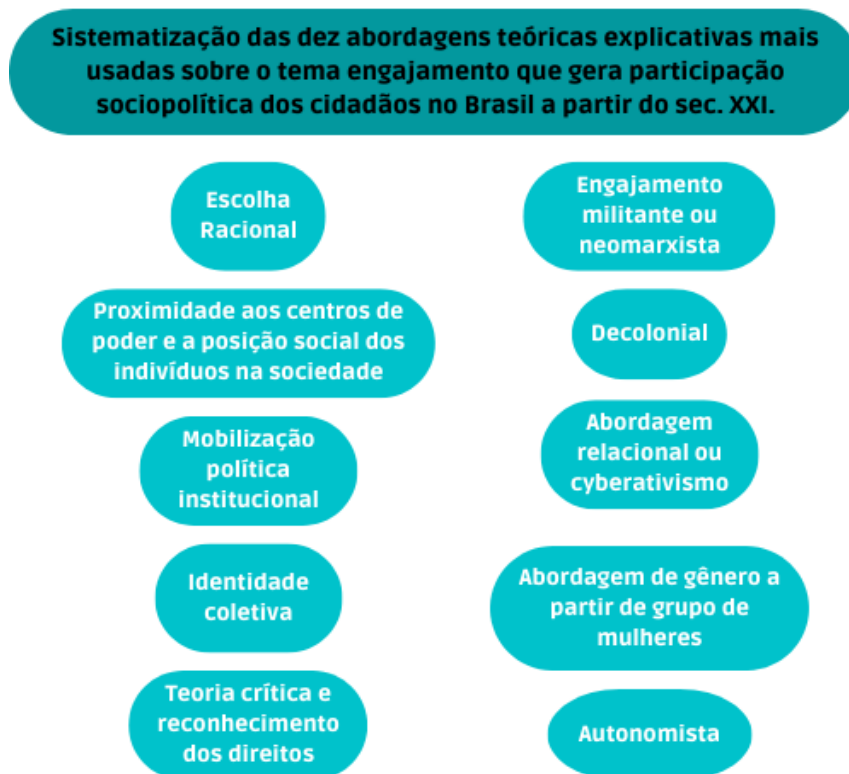 Sistematização das dez abordagens teóricas explicativas mais
usadas sobre o tema engajamento que gera participação
sociopolítica dos cidadãos no Brasil a partir do sec. XXI.
Escolha
Racional
Proximidade aos centros de
poder e a posição social dos
indivíduos na sociedade
Mobilização
política
institucional
Identidade
coletiva
Teoria crítica e
reconhecimento
dos direitos
Engajamento
militante ou
neomarxista
Decolonial
Abordagem
relacional ou
cyberativismo
Abordagem de gênero a
partir de grupo de
mulheres
Autonomista